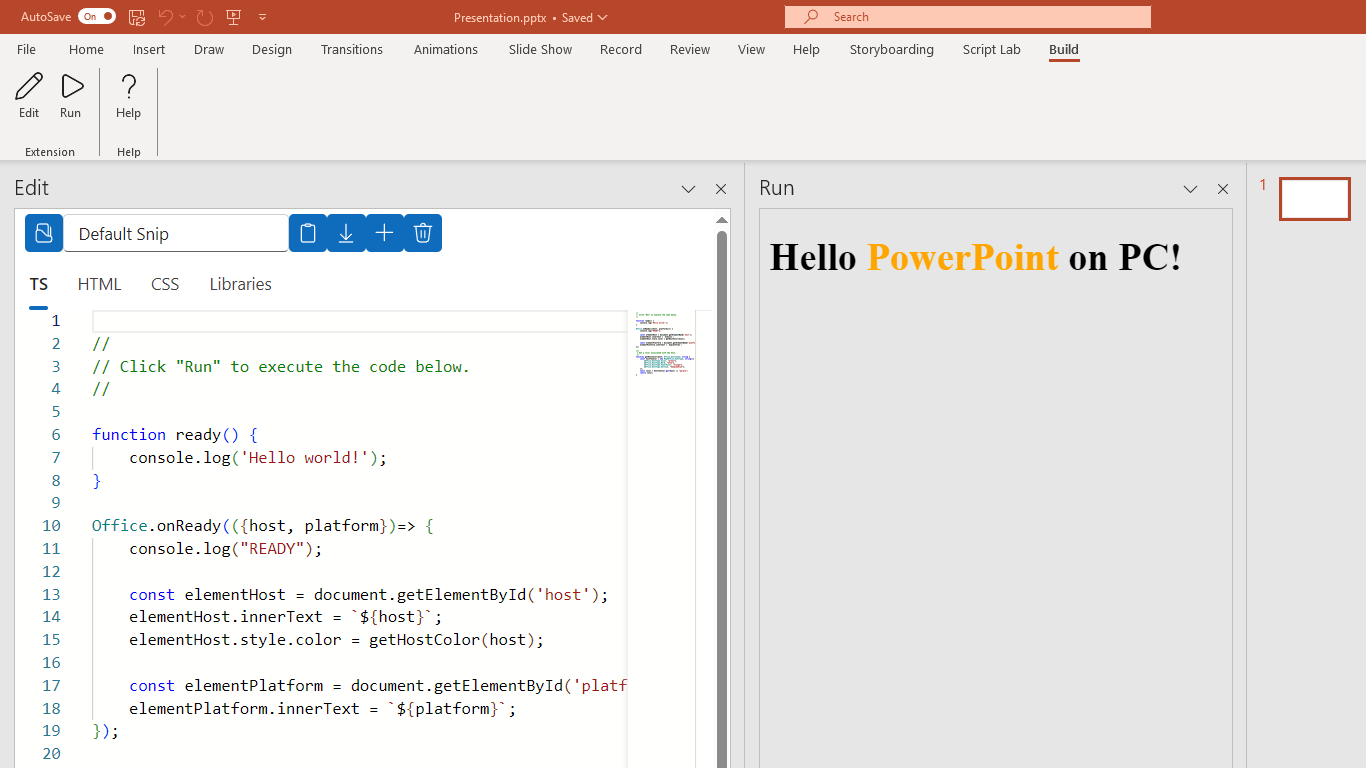 AutoSave On Presentation.pptx • Saved Search
File Home Insert Draw Design Transitions Animations Slide Show Record Review View Help Storyboarding Script Lab Build
Edit Run Help
Extension Help
Edit
Default Snip
TS HTML CSS Libraries
1
2 //
3 // Click "Run" to execute the code below.
4 //
5
6 function ready() {
7 console.log('Hello world!');
8 }
9
10 Office.onReady(({host, platform})=> {
11 console.log("READY");
12
13 const elementHost = document.getElementById('host');
14 elementHost.innerText = `${host}`;
15 elementHost.style.color = getHostColor(host);
16
17 const elementPlatform = document.getElementById('platf
18 elementPlatform.innerText = `${platform}`;
19 });
20
Run
Hello PowerPoint on PC!
1